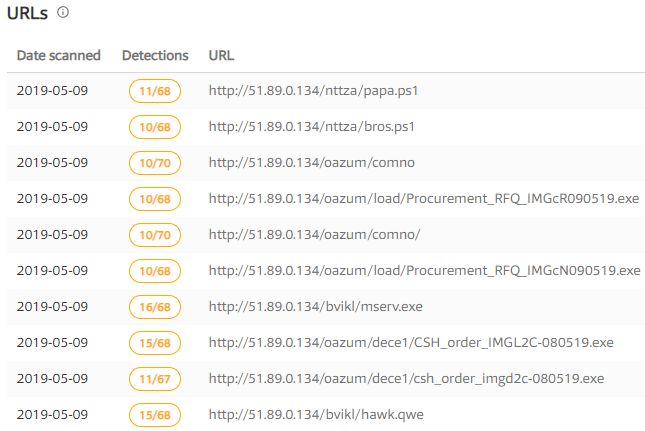 URLs
Date scanned Detections URL
2019-05-09 11/68 http://51.89.0.134/nttza/papa.ps1
2019-05-09 10/68 http://51.89.0.134/nttza/bros.ps1
2019-05-09 10/70 http://51.89.0.134/oazum/comno
2019-05-09 10/68 http://51.89.0.134/oazum/load/Procurement_RFQ_IMGcR090519.exe
2019-05-09 10/70 http://51.89.0.134/oazum/comno/
2019-05-09 10/68 http://51.89.0.134/oazum/load/Procurement_RFQ_IMGcN090519.exe
2019-05-09 16/68 http://51.89.0.134/bvikl/mserv.exe
2019-05-09 15/68 http://51.89.0.134/oazum/dece1/CSH_order_IMGL2C-080519.exe
2019-05-09 11/67 http://51.89.0.134/oazum/dece1/csh_order_imgd2c-080519.exe
2019-05-09 15/68 http://51.89.0.134/bvikl/hawk.qwe